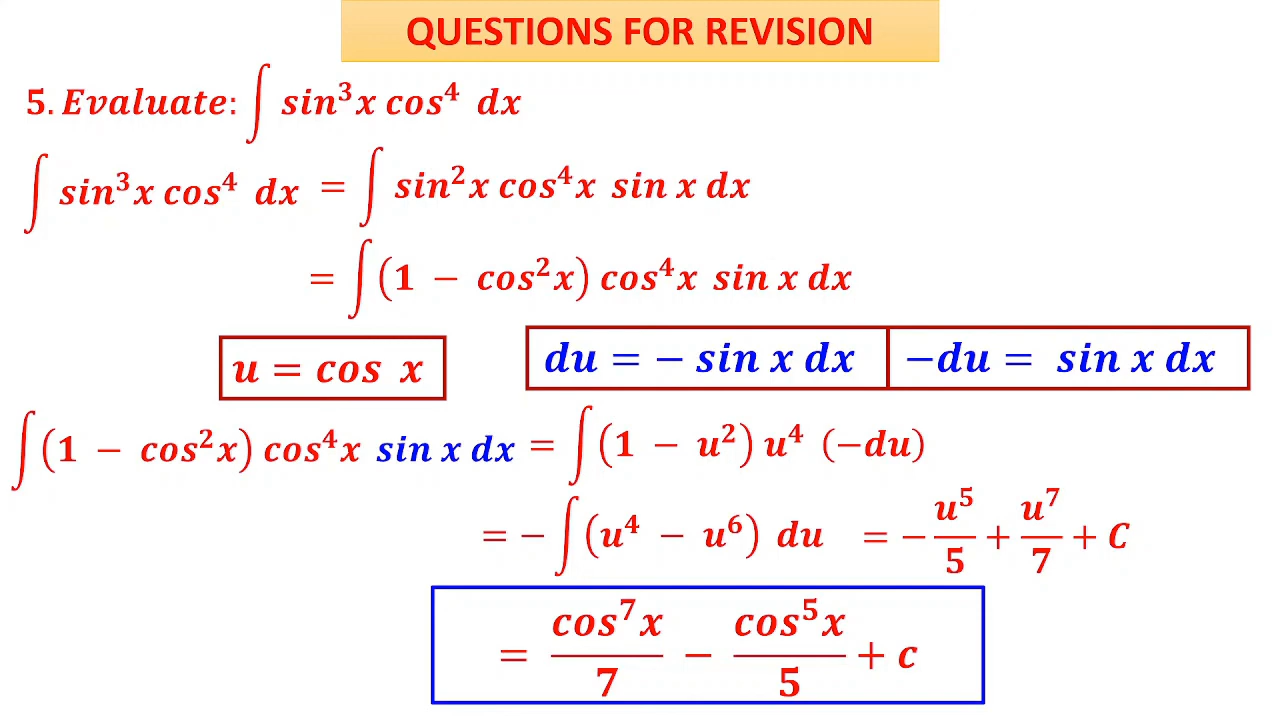 QUESTIONS FOR REVISION
5. Evaluate: ∫ sin³x cos⁴ dx
∫ sin³x cos⁴ dx = ∫ sin²x cos⁴x sin x dx
= ∫ (1 − cos²x) cos⁴x sin x dx
u = cos x
du = − sin x dx
−du = sin x dx
∫ (1 − cos²x) cos⁴x sin x dx = ∫ (1 − u²) u⁴ (−du)
= − ∫ (u⁴ − u⁶) du = − u⁵/5 + u⁷/7 + C
= cos⁷x/7 − cos⁵x/5 + c